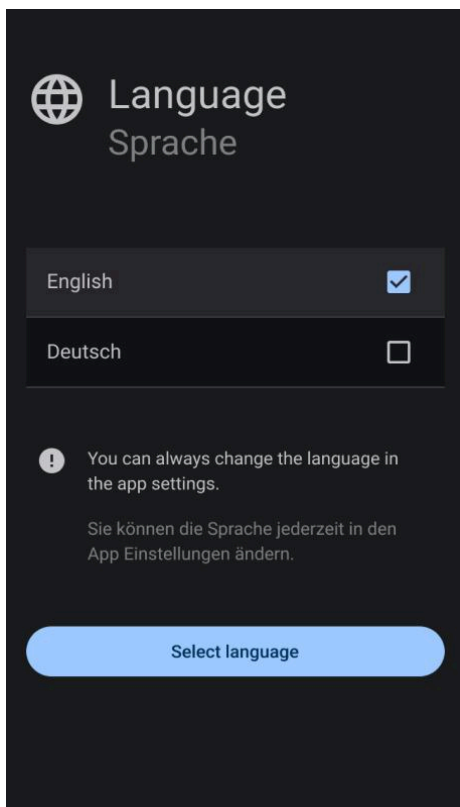 Language
Sprache
English
Deutsch
You can always change the language in
the app settings.
Sie können die Sprache jederzeit in den
App Einstellungen ändern.
Select language